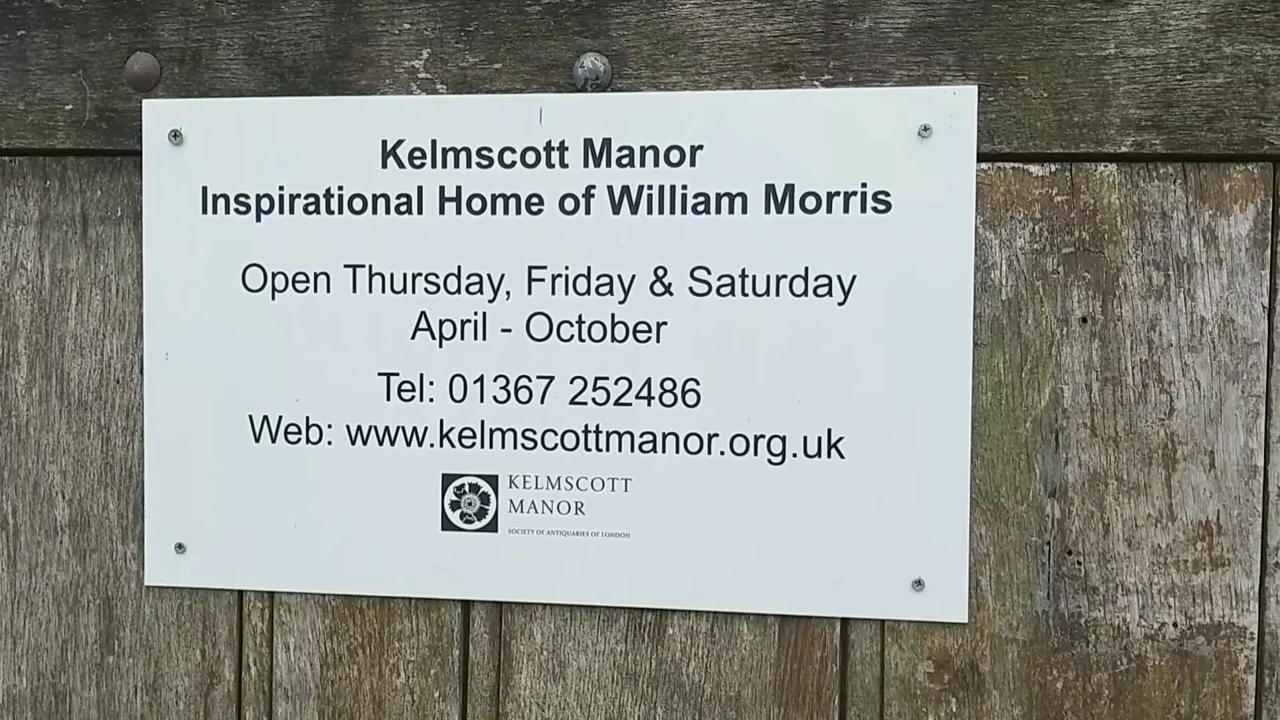 Kelmscott Manor
Inspirational Home of William Morris
Open Thursday, Friday & Saturday
April - October
Tel: 01367 252486
Web: www.kelmscottmanor.org.uk
KELMSCOTT
MANOR
SOCIETY OF ANTIQUARIES OF LONDON